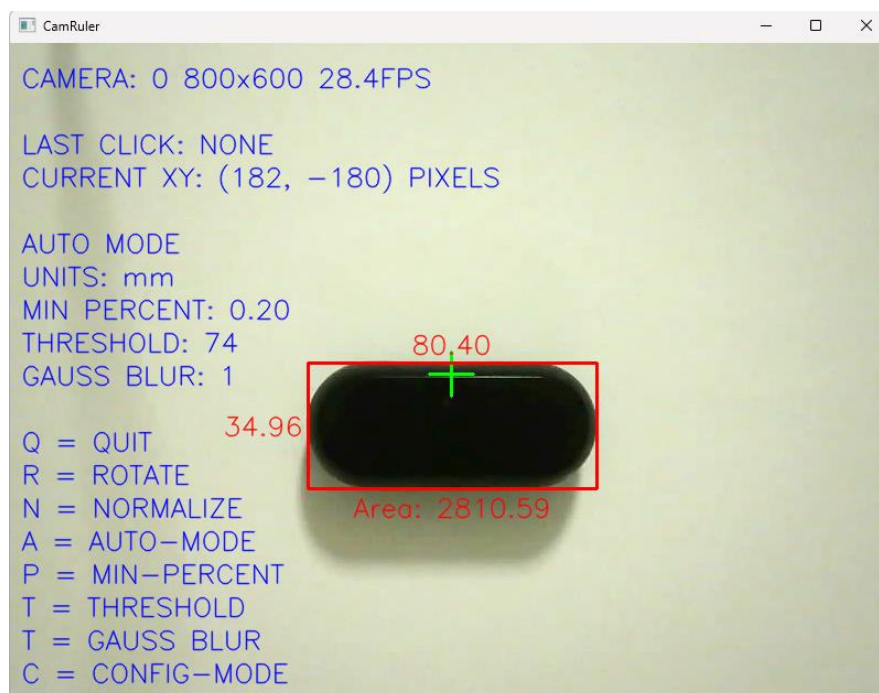 CamRuler
CAMERA: 0 800x600 28.4FPS
LAST CLICK: NONE
CURRENT XY: (182, −180) PIXELS
AUTO MODE
UNITS: mm
MIN PERCENT: 0.20
THRESHOLD: 74
GAUSS BLUR: 1
80.40
34.96
Area: 2810.59
Q = QUIT
R = ROTATE
N = NORMALIZE
A = AUTO−MODE
P = MIN−PERCENT
T = THRESHOLD
T = GAUSS BLUR
C = CONFIG−MODE